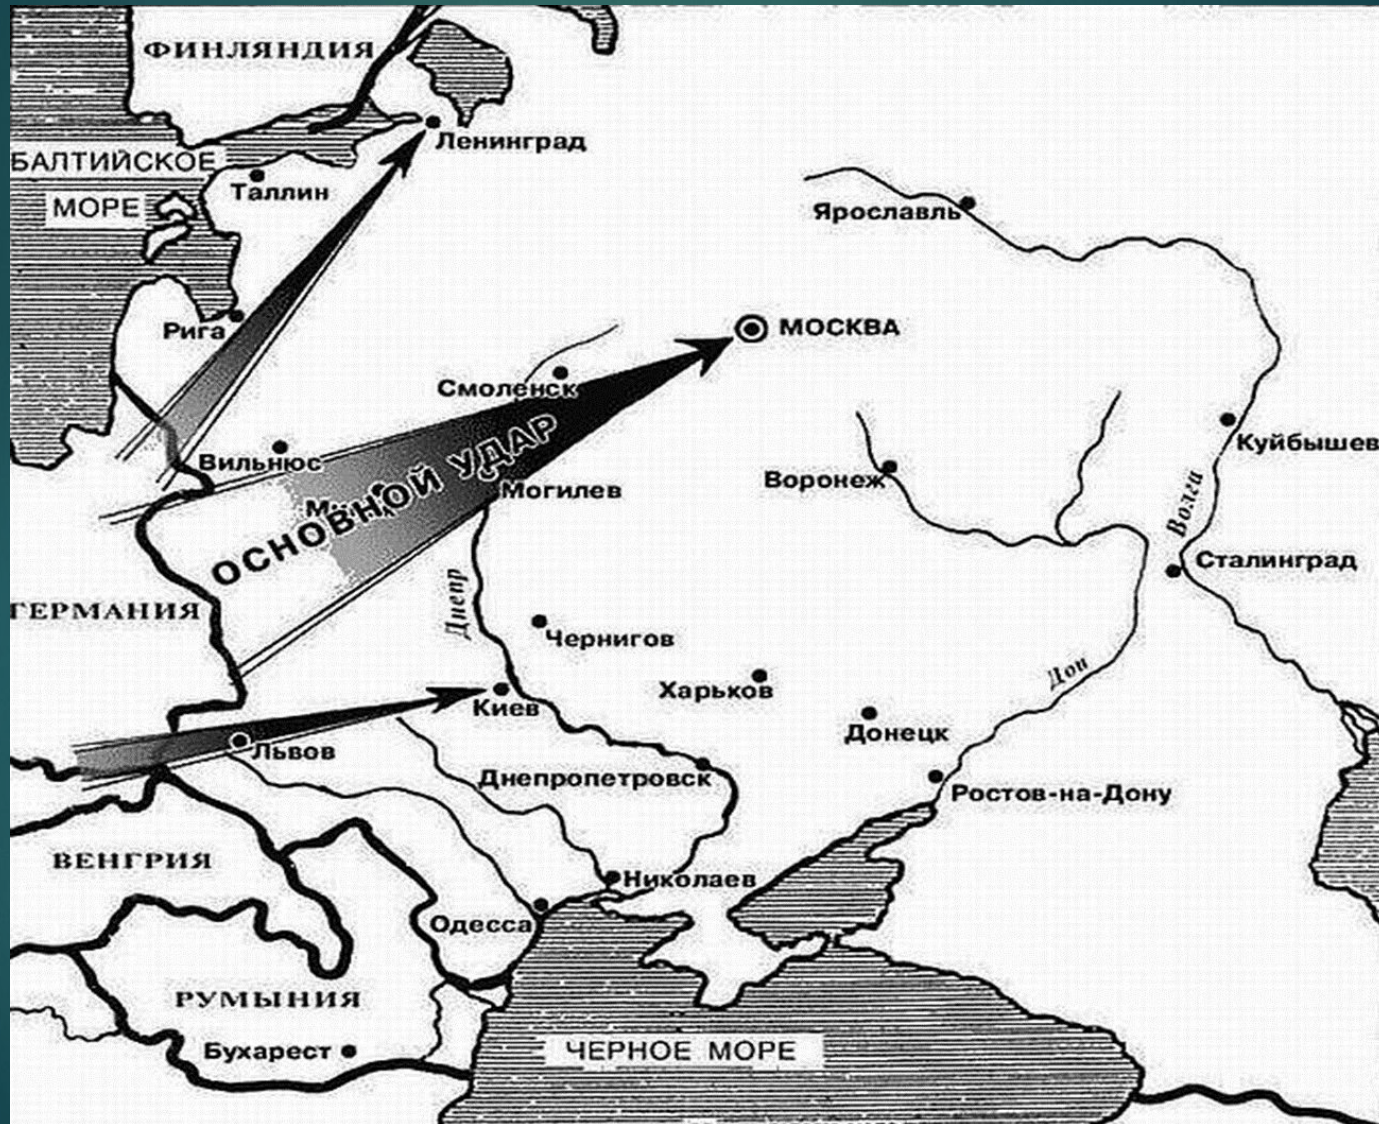 ФИНЛЯНДИЯ
Ленинград
БАЛТИЙСКОЕ
МОРЕ
Таллин
Ярославль
Рига
МОСКВА
Смоленск
Куйбышев
Вильнюс
ОСНОВНОЙ УДАР
Могилев
Воронеж
Волга
Сталинград
ГЕРМАНИЯ
Днепр
Чернигов
Харьков
Дон
Киев
Львов
Донецк
Днепропетровск
Ростов-на-Дону
ВЕНГРИЯ
Николаев
Одесса
РУМЫНИЯ
Бухарест
ЧЕРНОЕ МОРЕ